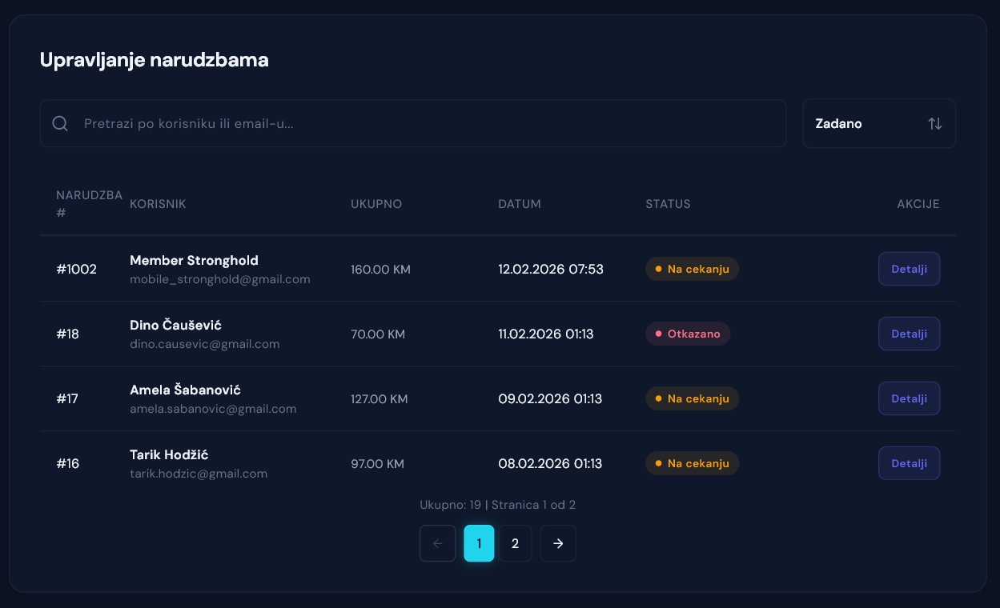 Upravljanje narudzbama
Pretrazi po korisniku ili email-u...
Zadano
NARUDZBA # KORISNIK UKUPNO DATUM STATUS AKCIJE
#1002 Member Stronghold 160.00 KM 12.02.2026 07:53 Na cekanju Detalji
mobile_stronghold@gmail.com
#18 Dino Čaušević 70.00 KM 11.02.2026 01:13 Otkazano Detalji
dino.causevic@gmail.com
#17 Amela Šabanović 127.00 KM 09.02.2026 01:13 Na cekanju Detalji
amela.sabanovic@gmail.com
#16 Tarik Hodžić 97.00 KM 08.02.2026 01:13 Na cekanju Detalji
tarik.hodzic@gmail.com
Ukupno: 19 | Stranica 1 od 2
← 1 2 →